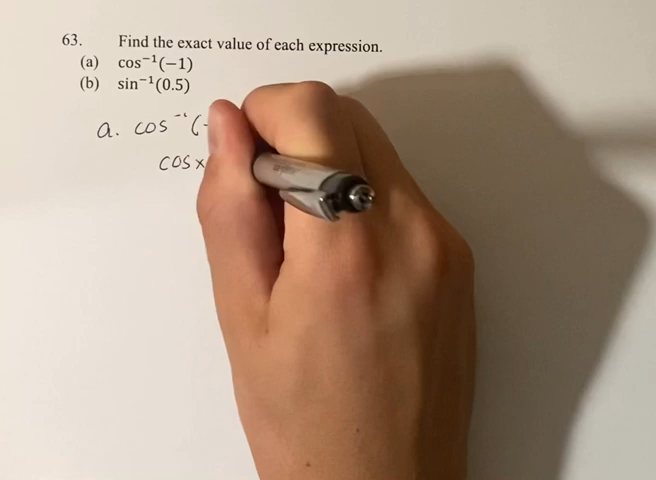 63. Find the exact value of each expression.
(a) cos⁻¹(−1)
(b) sin⁻¹(0.5)
a. cos⁻¹(-
cos x